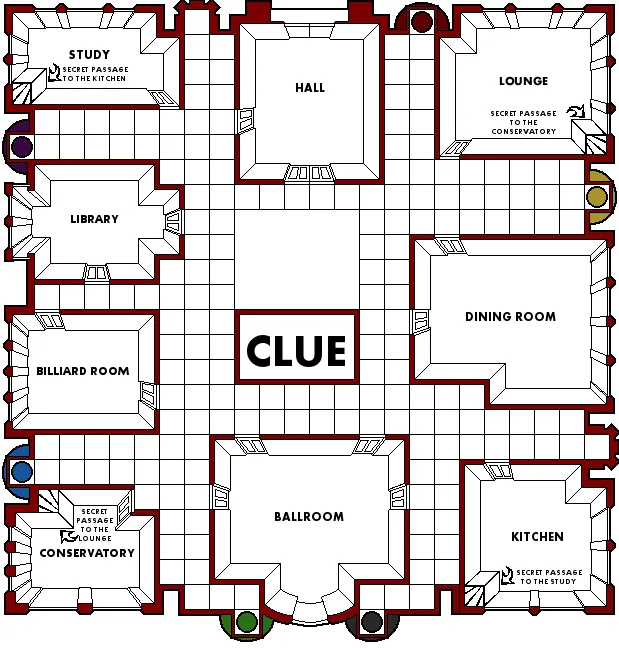 STUDY
SECRET PASSAGE
TO THE KITCHEN
HALL
LOUNGE
SECRET PASSAGE
TO THE
CONSERVATORY
LIBRARY
DINING ROOM
CLUE
BILLIARD ROOM
BALLROOM
SECRET
PASSAGE
TO THE
LOUNGE
CONSERVATORY
KITCHEN
SECRET PASSAGE
TO THE STUDY